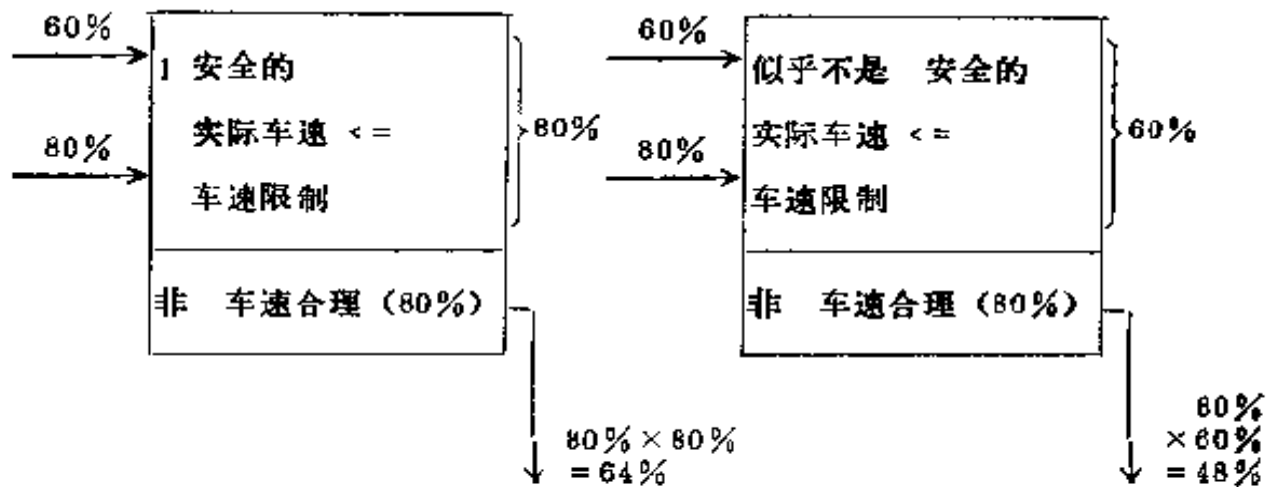 60%
1 安全的
实际车速 <=
80%
80%
车速限制
非 车速合理(80%)
80%×80%
=64%
60%
似乎不是 安全的
实际车速 <=
60%
80%
车速限制
非 车速合理(80%)
80%
×60%
=48%